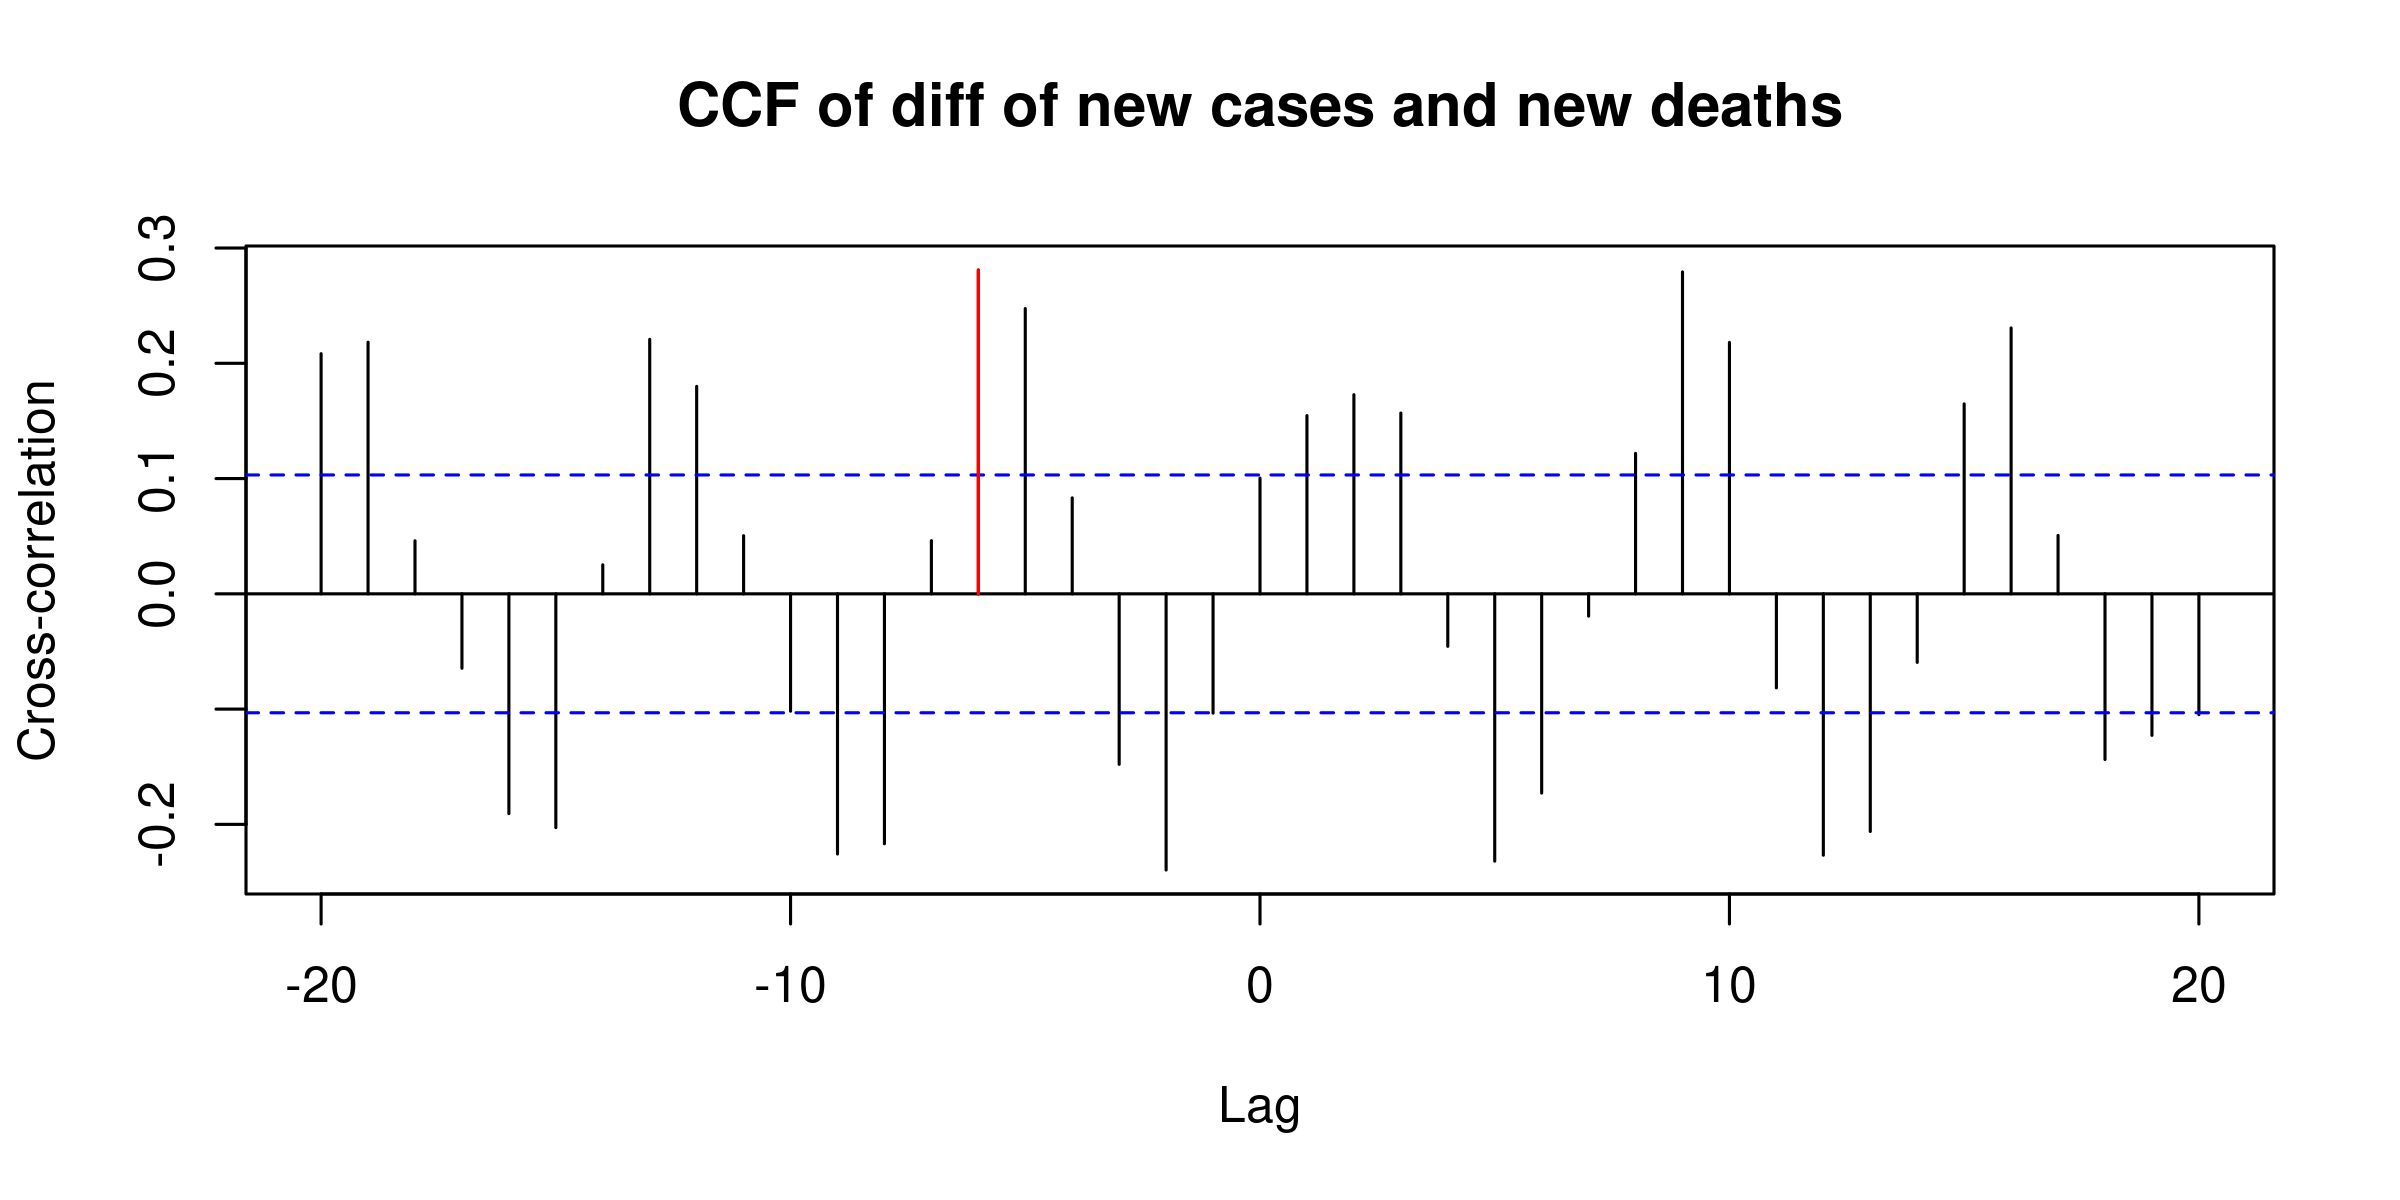 CCF of diff of new cases and new deaths
Cross-correlation
0.3
0.2
0.1
0.0
-0.2
-20 -10 0 10 20
Lag